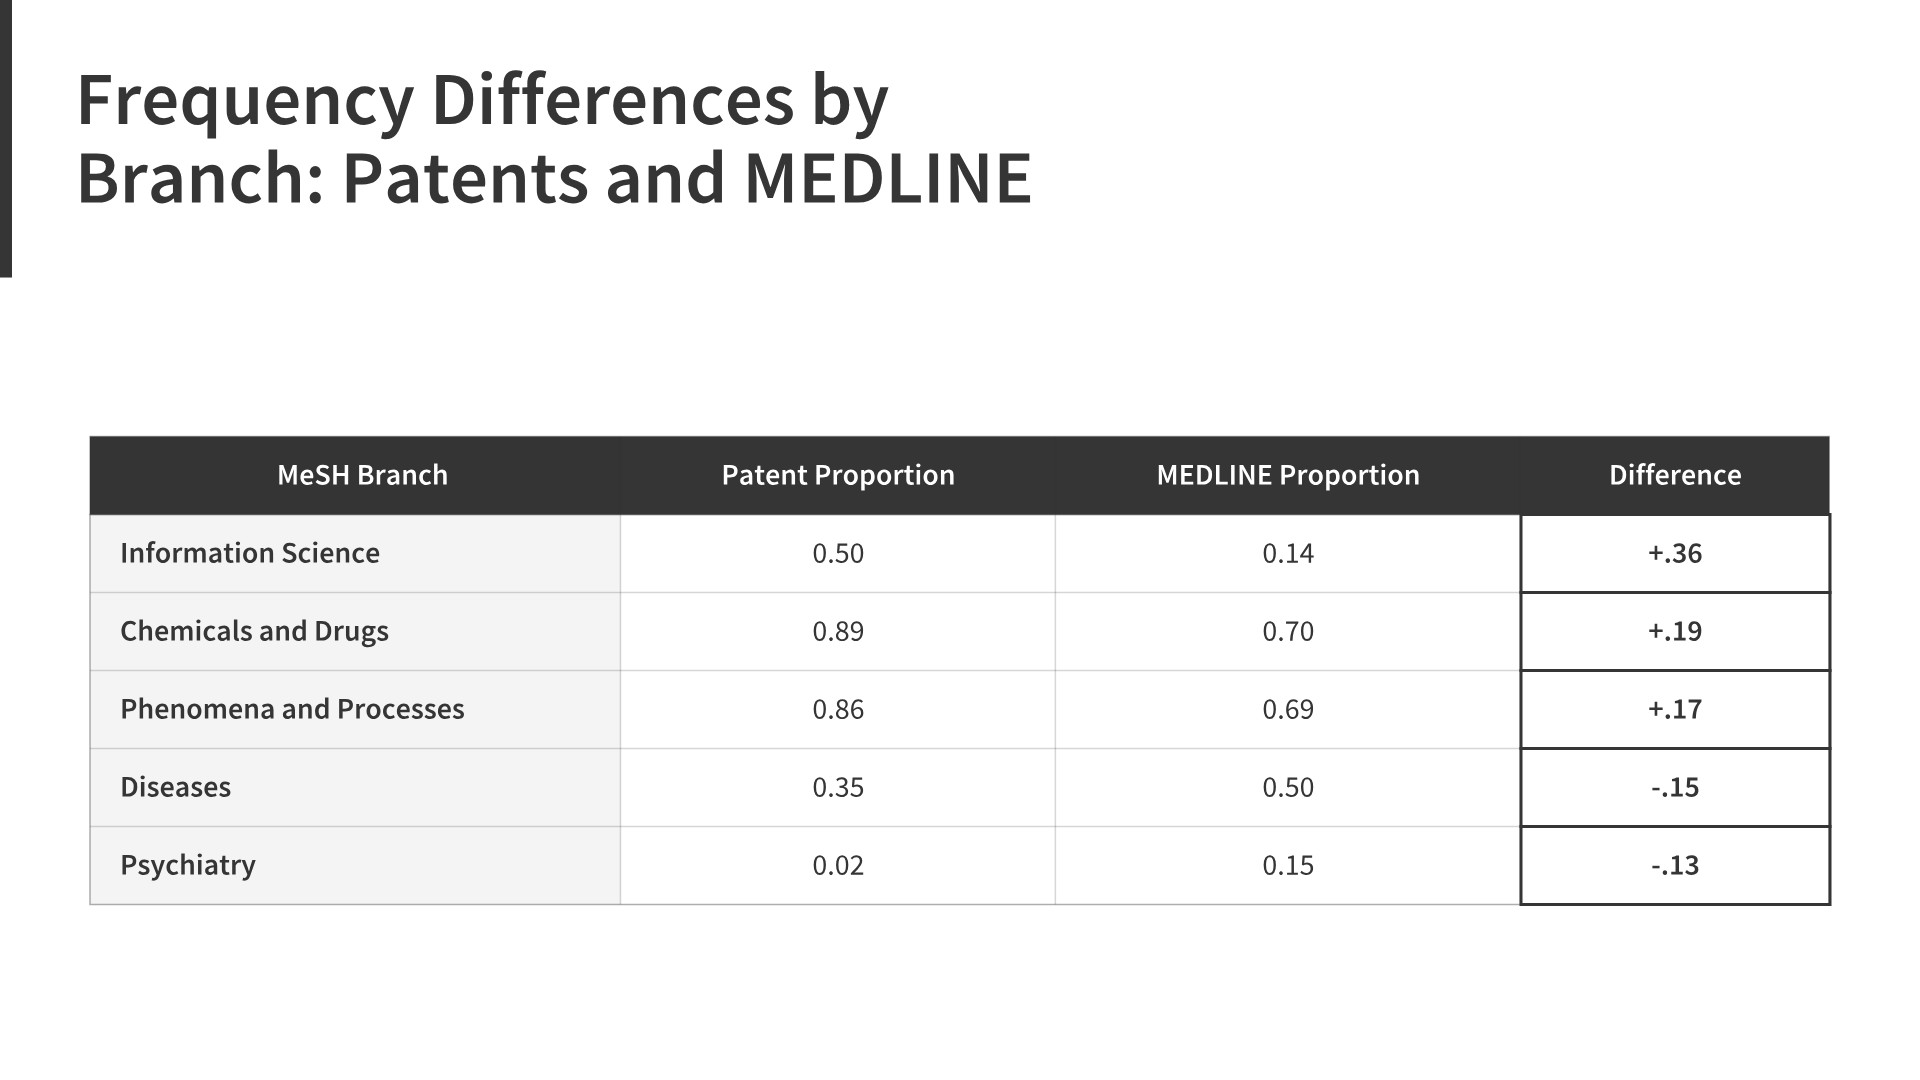 Frequency Differences by
Branch: Patents and MEDLINE
MeSH Branch Patent Proportion MEDLINE Proportion Difference
Information Science 0.50 0.14 +.36
Chemicals and Drugs 0.89 0.70 +.19
Phenomena and Processes 0.86 0.69 +.17
Diseases 0.35 0.50 -.15
Psychiatry 0.02 0.15 -.13